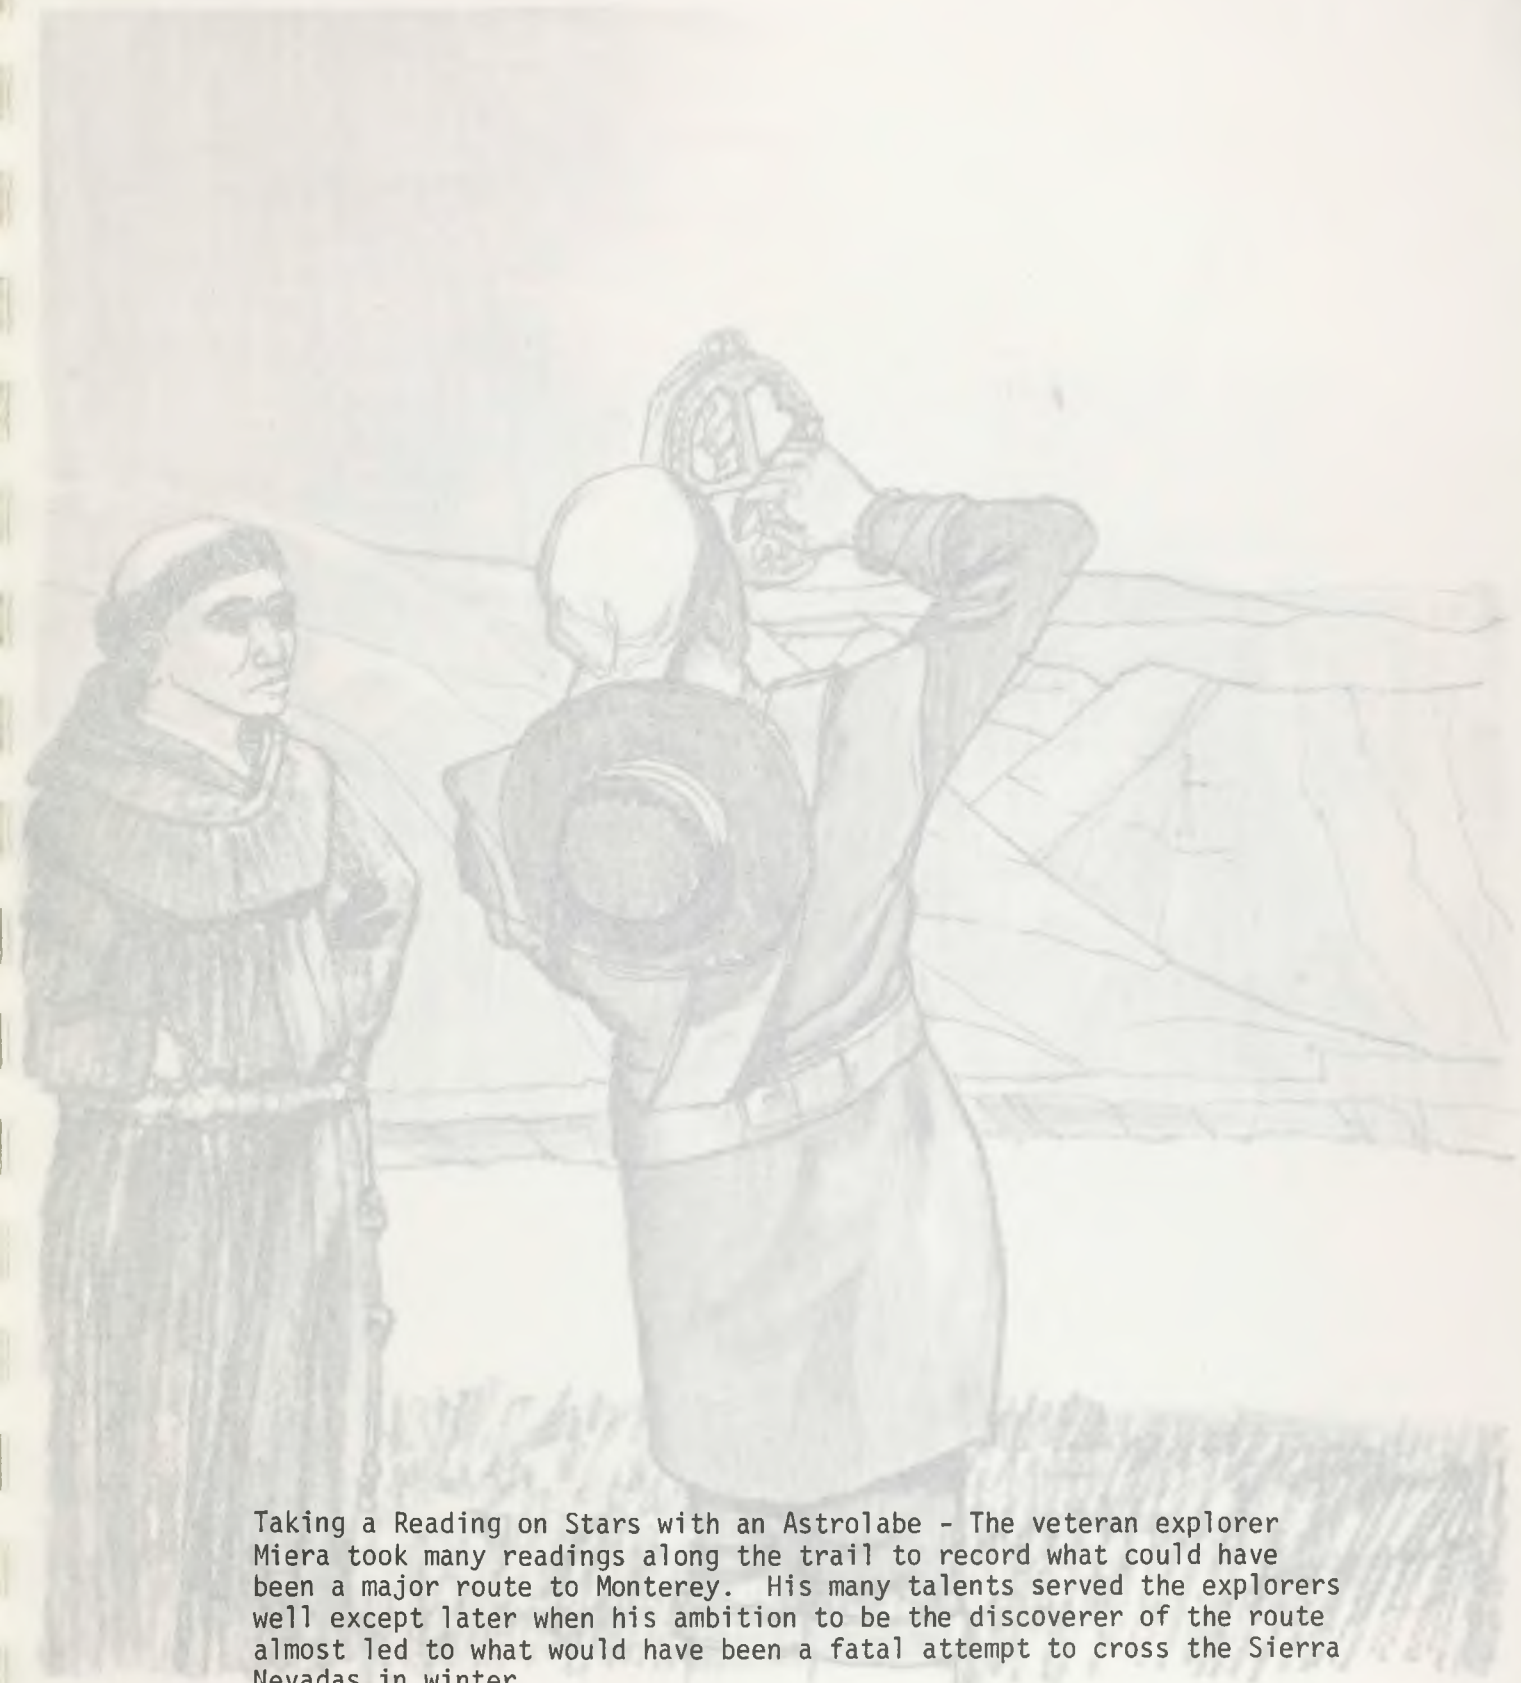 Taking a Reading on Stars with an Astrolabe - The veteran explorer
Miera took many readings along the trail to record what could have
been a major route to Monterey.  His many talents served the explorers
well except later when his ambition to be the discoverer of the route
almost led to what would have been a fatal attempt to cross the Sierra
Nevadas in winter